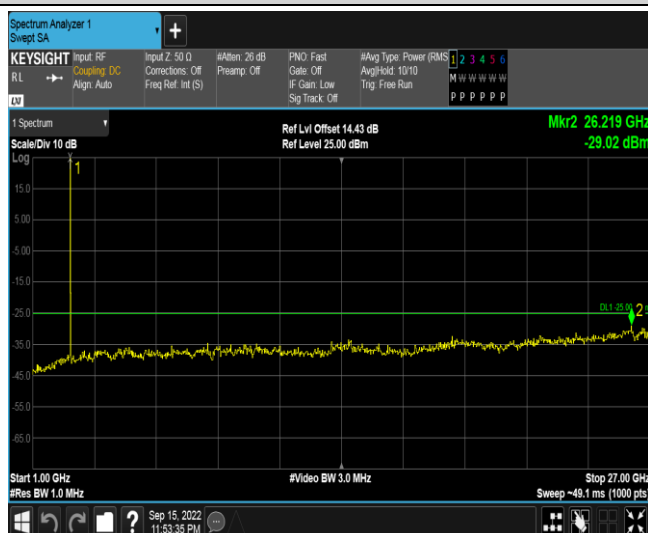 Spectrum Analyzer 1
Swept SA
+
KEYSIGHT
RL
LXI
Input: RF
Coupling: DC
Align: Auto
Input Z: 50 Ω
Corrections: Off
Freq Ref: Int (S)
#Atten: 26 dB
Preamp: Off
PNO: Fast
Gate: Off
IF Gain: Low
Sig Track: Off
#Avg Type: Power (RMS
Avg|Hold: 10/10
Trig: Free Run
1 2 3 4 5 6
M W W W W W
P P P P P P
1 Spectrum
Scale/Div 10 dB
Ref Lvl Offset 14.43 dB
Ref Level 25.00 dBm
Mkr2 26.219 GHz
-29.02 dBm
Log
1
15.0
5.00
-5.00
-15.0
-25.0
DL1 -25.00
2
-35.0
-45.0
-55.0
-65.0
Start 1.00 GHz
#Res BW 1.0 MHz
#Video BW 3.0 MHz
Stop 27.00 GHz
Sweep ~49.1 ms (1000 pts)
?
Sep 15, 2022
11:53:35 PM